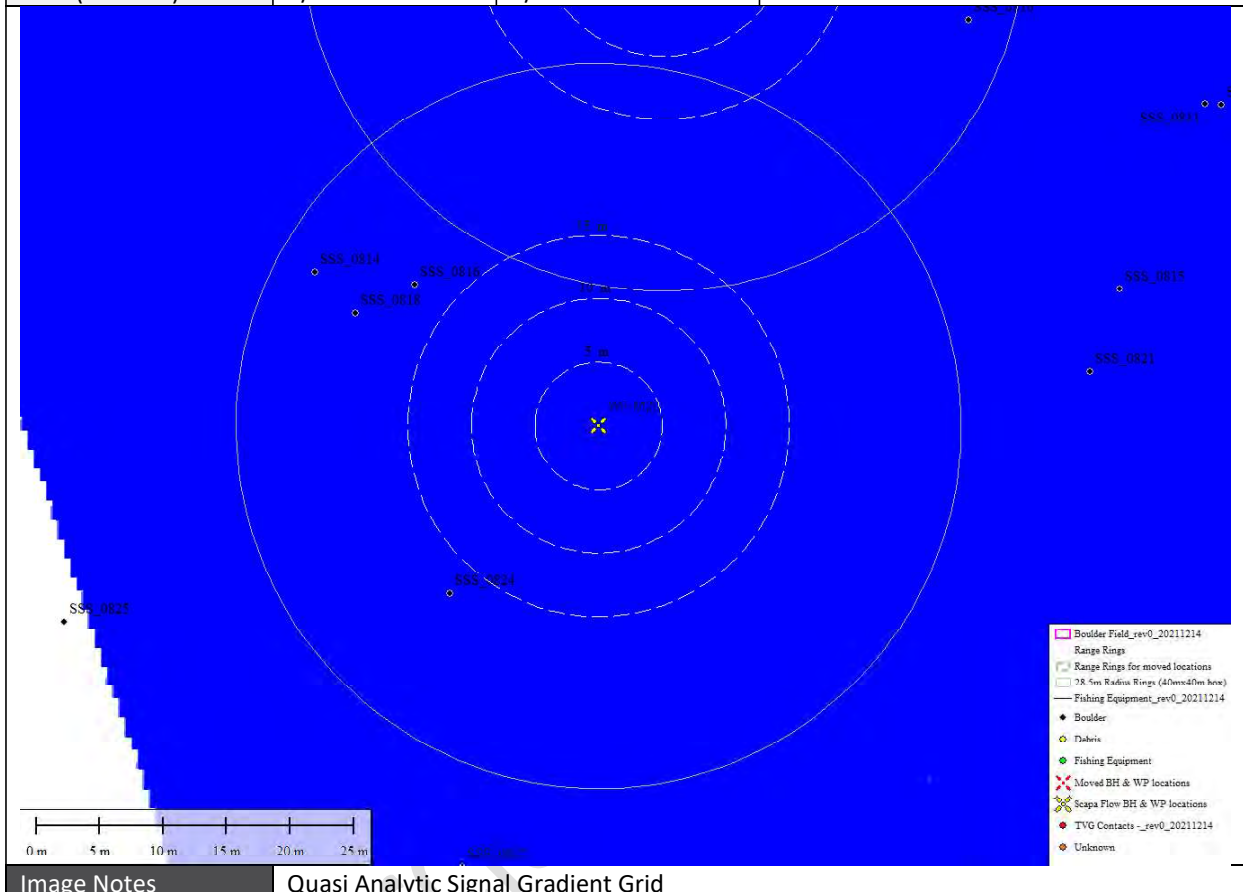 SSS_0811
15 m
SSS_0814
SSS_0816
SSS_0815
10 m
SSS_0818
5 m
SSS_0821
SSS_0824
SSS_0825
Boulder Field_rev0_20211214
Range Rings
Range Rings for moved locations
28.5m Radius Rings (40mx40m box)
Fishing Equipment_rev0_20211214
Boulder
Debris
Fishing Equipment
Moved BH & WP locations
Scapa Flow BH & WP locations
TVG Contacts -_rev0_20211214
Unknown
0 m 5 m 10 m 15 m 20 m 25 m
Image Notes Quasi Analytic Signal Gradient Grid